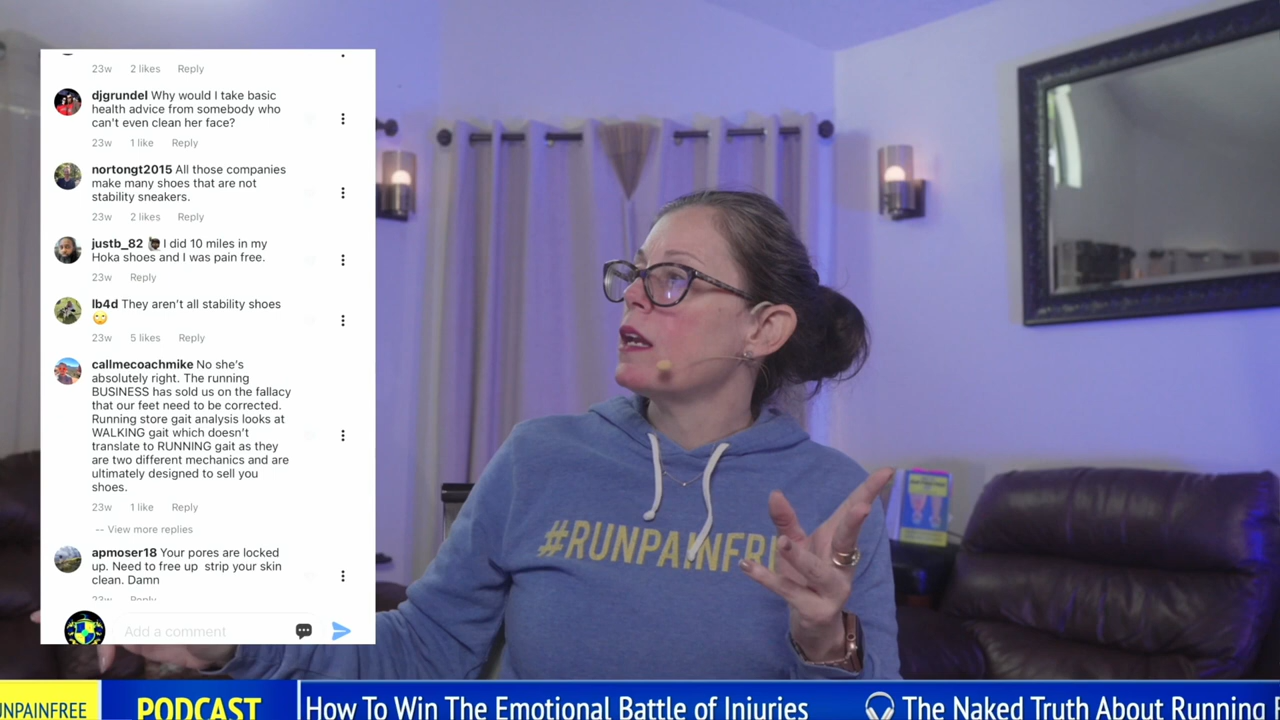 23w 2 likes Reply
djgrundel Why would I take basic
health advice from somebody who
can't even clean her face?
23w 1 like Reply
nortongt2015 All those companies
make many shoes that are not
stability sneakers.
23w 2 likes Reply
justb_82 I did 10 miles in my
Hoka shoes and I was pain free.
23w Reply
lb4d They aren't all stability shoes
23w 5 likes Reply
callmecoachmike No she's
absolutely right. The running
BUSINESS has sold us on the fallacy
that our feet need to be corrected.
Running store gait analysis looks at
WALKING gait which doesn't
translate to RUNNING gait as they
are two different mechanics and are
ultimately designed to sell you
shoes.
23w 1 like Reply
-- View more replies
apmoser18 Your pores are locked
up. Need to free up strip your skin
clean. Damn
23w Reply
Add a comment
#RUNPAINFR
UNPAINFREE
PODCAST
How To Win The Emotional Battle of Injuries
The Naked Truth About Running